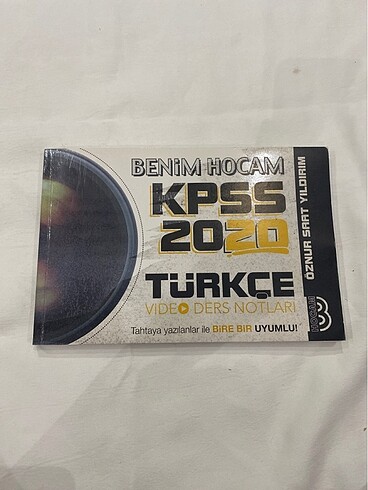 BENİM HOCAM
KPSS
2020
TÜRKÇE
VIDEO DERS NOTLARI
Tahtaya yazılanlar ile BİRE BİR UYUMLU!
ÖZNUR SAAT YILDIRIM